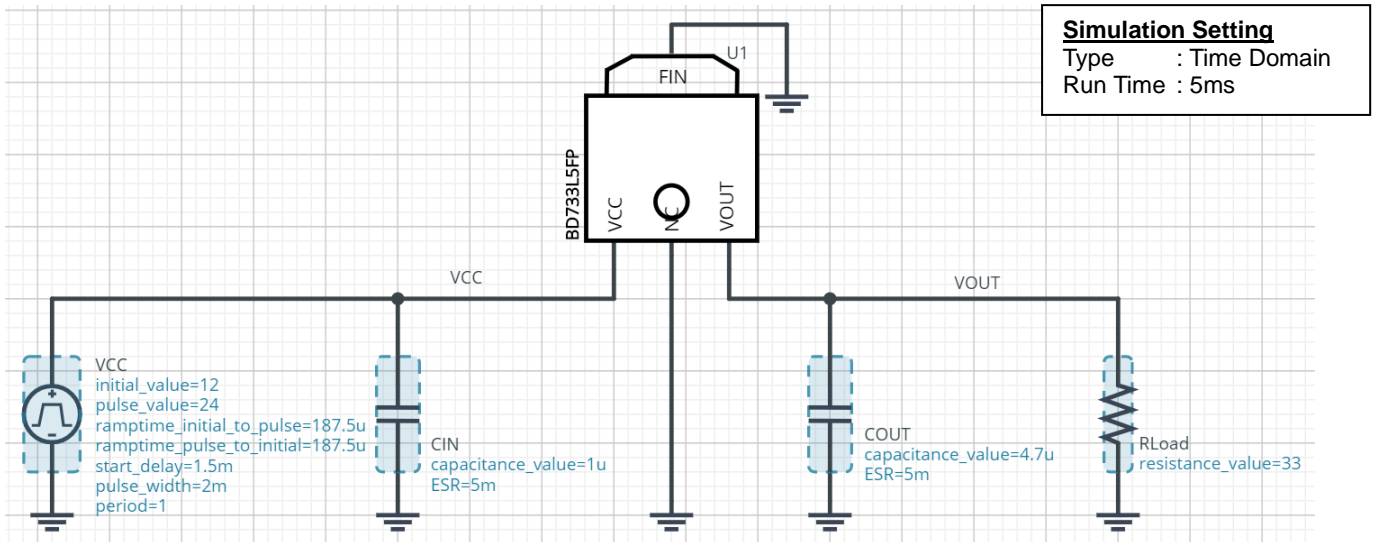 Simulation Setting
Type : Time Domain
Run Time : 5ms
U1
FIN
BD733L5FP
VCC
NC
VOUT
VCC
VOUT
VCC
initial_value=12
pulse_value=24
ramptime_initial_to_pulse=187.5u
ramptime_pulse_to_initial=187.5u
start_delay=1.5m
pulse_width=2m
period=1
CIN
capacitance_value=1u
ESR=5m
COUT
capacitance_value=4.7u
ESR=5m
RLoad
resistance_value=33